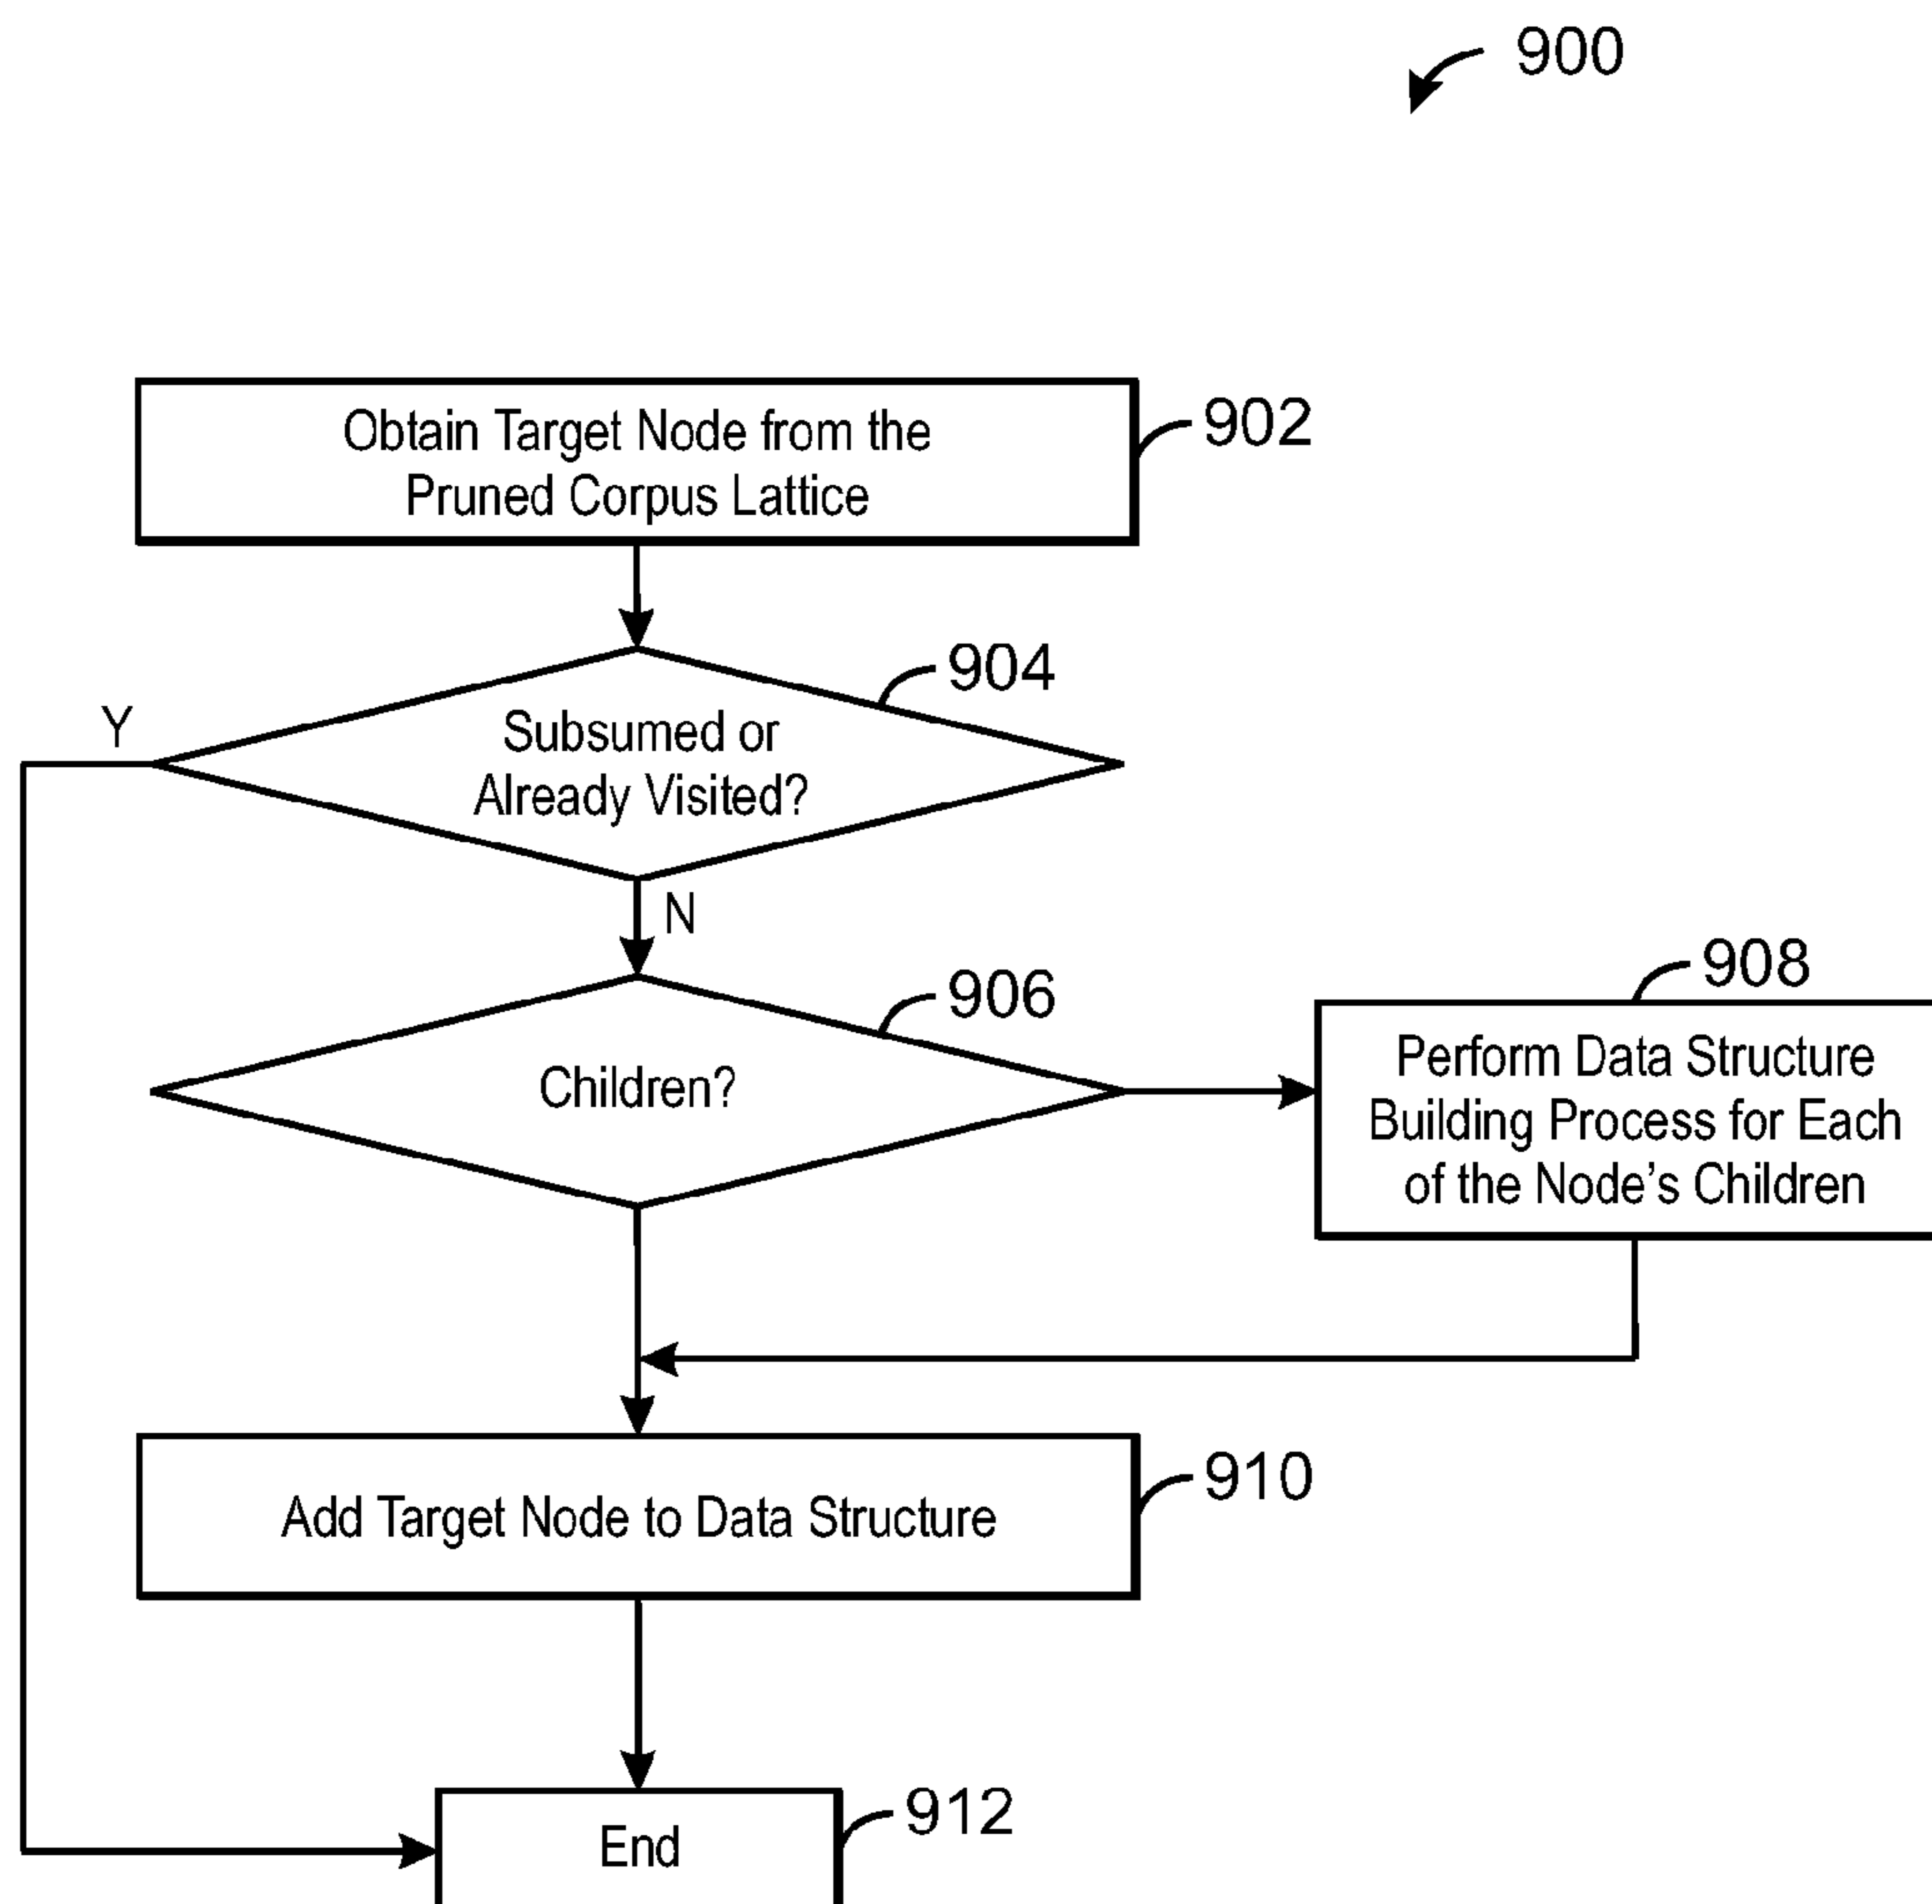 900
Obtain Target Node from the
Pruned Corpus Lattice
902
904
Y
Subsumed or
Already Visited?
N
906
Children?
908
Perform Data Structure
Building Process for Each
of the Node’s Children
910
Add Target Node to Data Structure
912
End